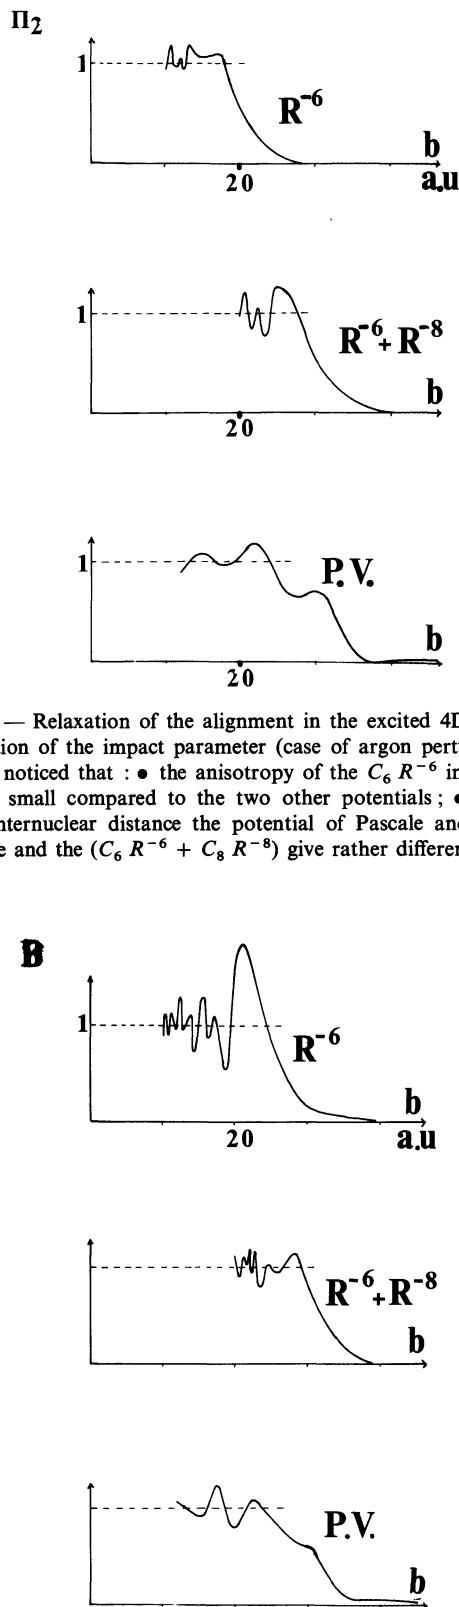 Π₂
1
R⁻⁶
b
20
a.u
1
R⁻⁶+R⁻⁸
b
20
1
P.V.
b
20
— Relaxation of the alignment in the excited 4D
ion of the impact parameter (case of argon pert
noticed that : ● the anisotropy of the C₆ R⁻⁶ in
small compared to the two other potentials ; ●
nternuclear distance the potential of Pascale and
e and the (C₆ R⁻⁶ + C₈ R⁻⁸) give rather differe
B
1
R⁻⁶
b
20
a.u
R⁻⁶+R⁻⁸
b
P.V.
b